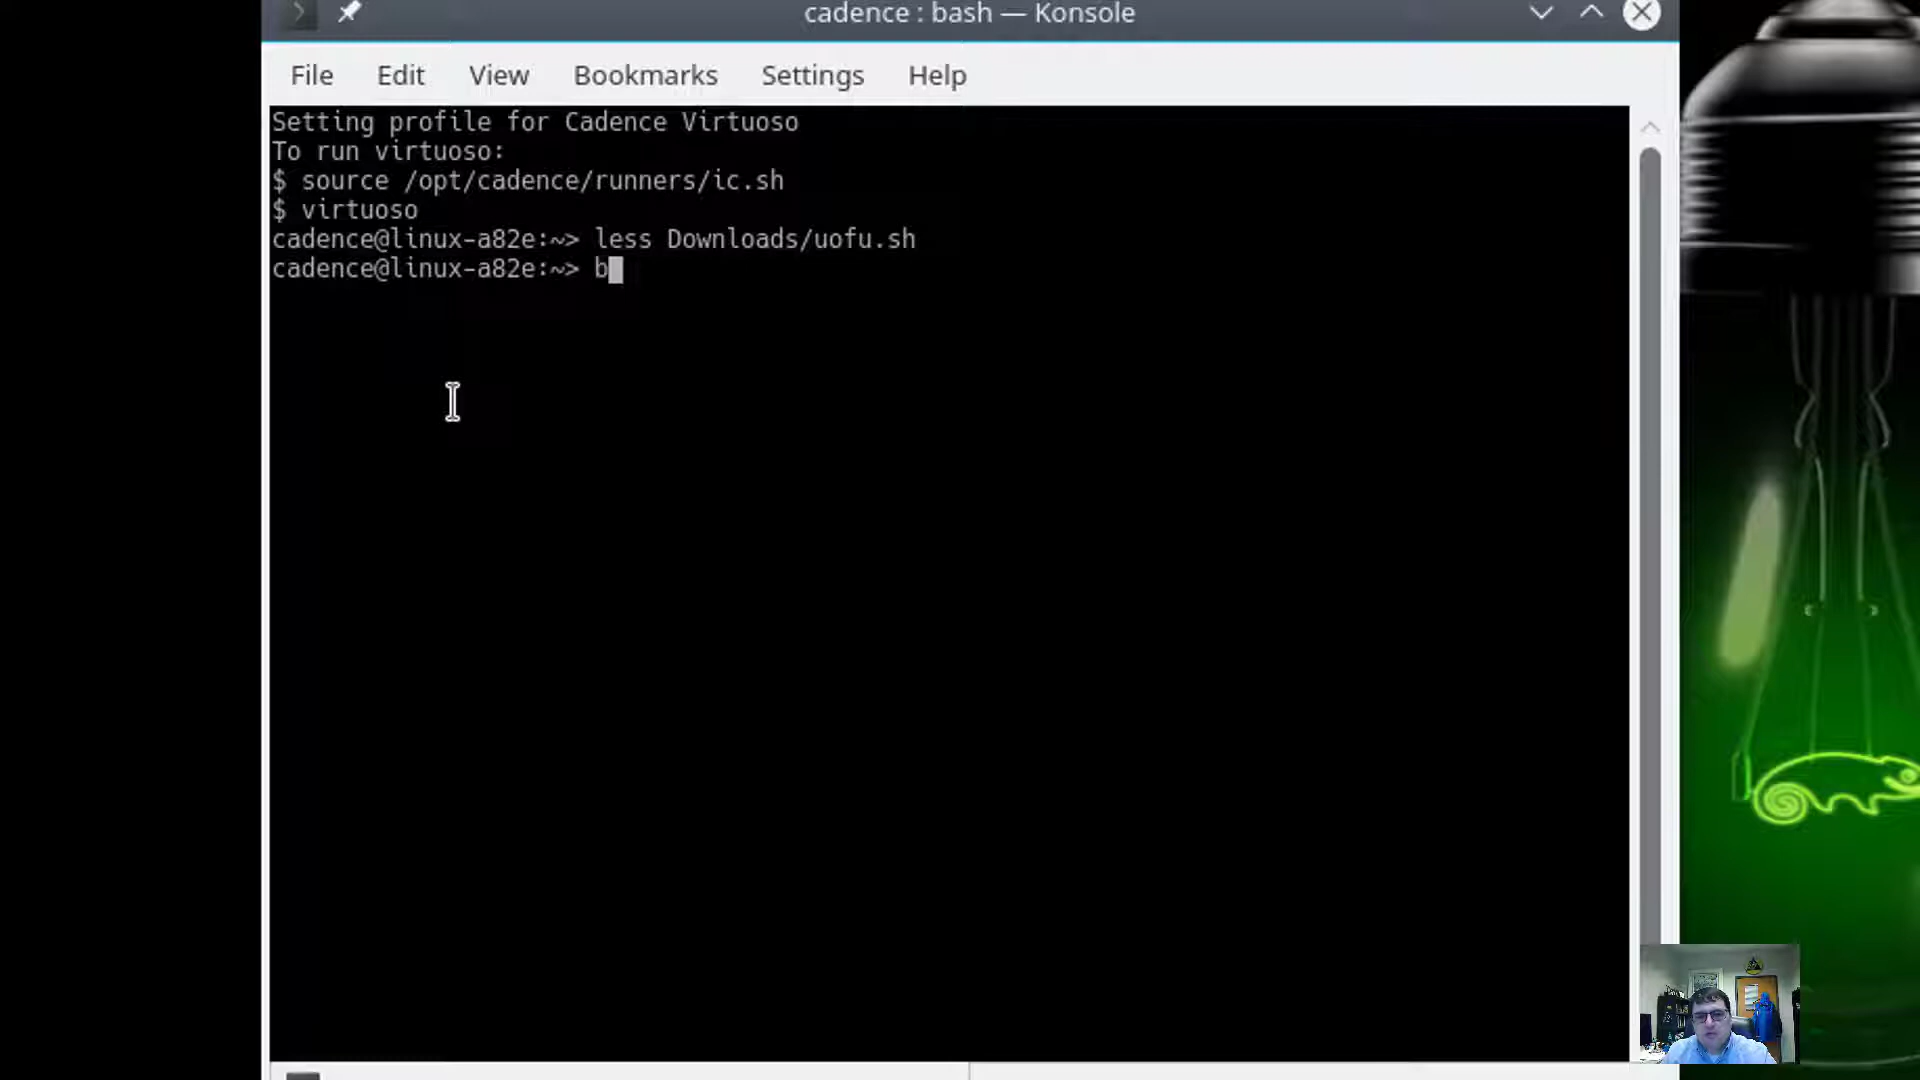 cadence : bash — Konsole
File Edit View Bookmarks Settings Help
Setting profile for Cadence Virtuoso
To run virtuoso:
$ source /opt/cadence/runners/ic.sh
$ virtuoso
cadence@linux-a82e:~> less Downloads/uofu.sh
cadence@linux-a82e:~> b